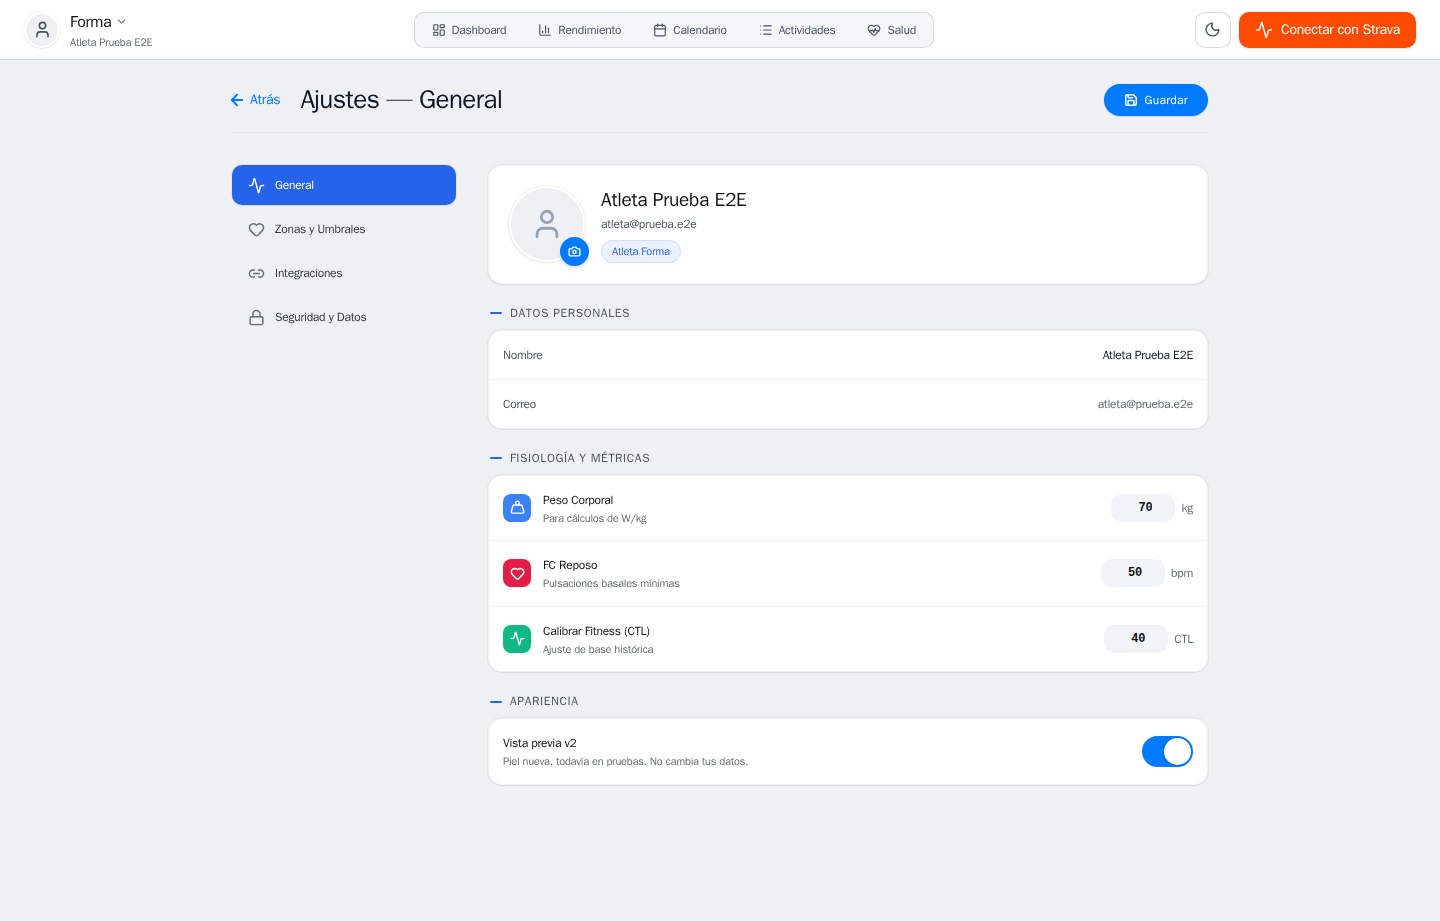 Forma
Atleta Prueba E2E
Dashboard
Rendimiento
Calendario
Actividades
Salud
Conectar con Strava
Atrás
Ajustes — General
Guardar
General
Zonas y Umbrales
Integraciones
Seguridad y Datos
Atleta Prueba E2E
atleta@prueba.e2e
Atleta Forma
DATOS PERSONALES
Nombre
Atleta Prueba E2E
Correo
atleta@prueba.e2e
FISIOLOGÍA Y MÉTRICAS
Peso Corporal
Para cálculos de W/kg
70 kg
FC Reposo
Pulsaciones basales mínimas
50 bpm
Calibrar Fitness (CTL)
Ajuste de base histórica
40 CTL
APARIENCIA
Vista previa v2
Piel nueva, todavía en pruebas. No cambia tus datos.